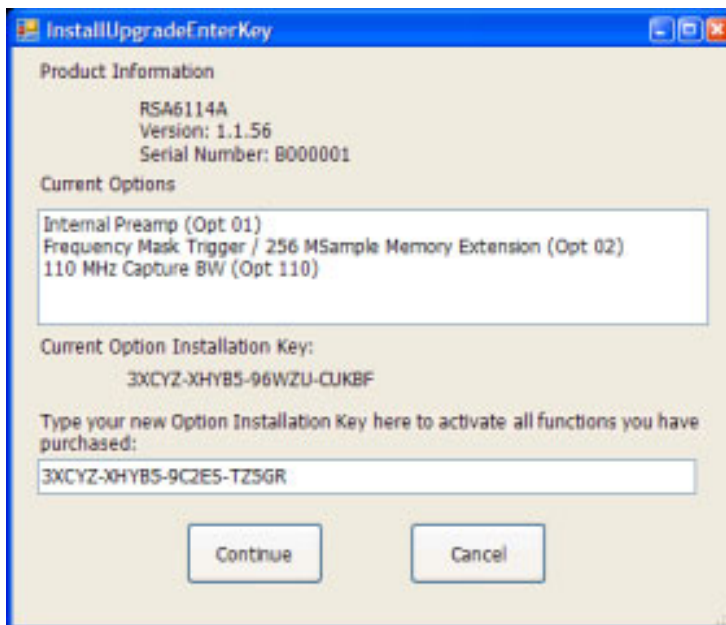 InstallUpgradeEnterKey
Product Information
RSA6114A
Version: 1.1.56
Serial Number: B000001
Current Options
Internal Preamp (Opt 01)
Frequency Mask Trigger / 256 MSample Memory Extension (Opt 02)
110 MHz Capture BW (Opt 110)
Current Option Installation Key:
3XCYZ-XHYB5-96WZU-CUKBF
Type your new Option Installation Key here to activate all functions you have
purchased:
3XCYZ-XHYB5-9C2E5-TZ5GR
Continue
Cancel